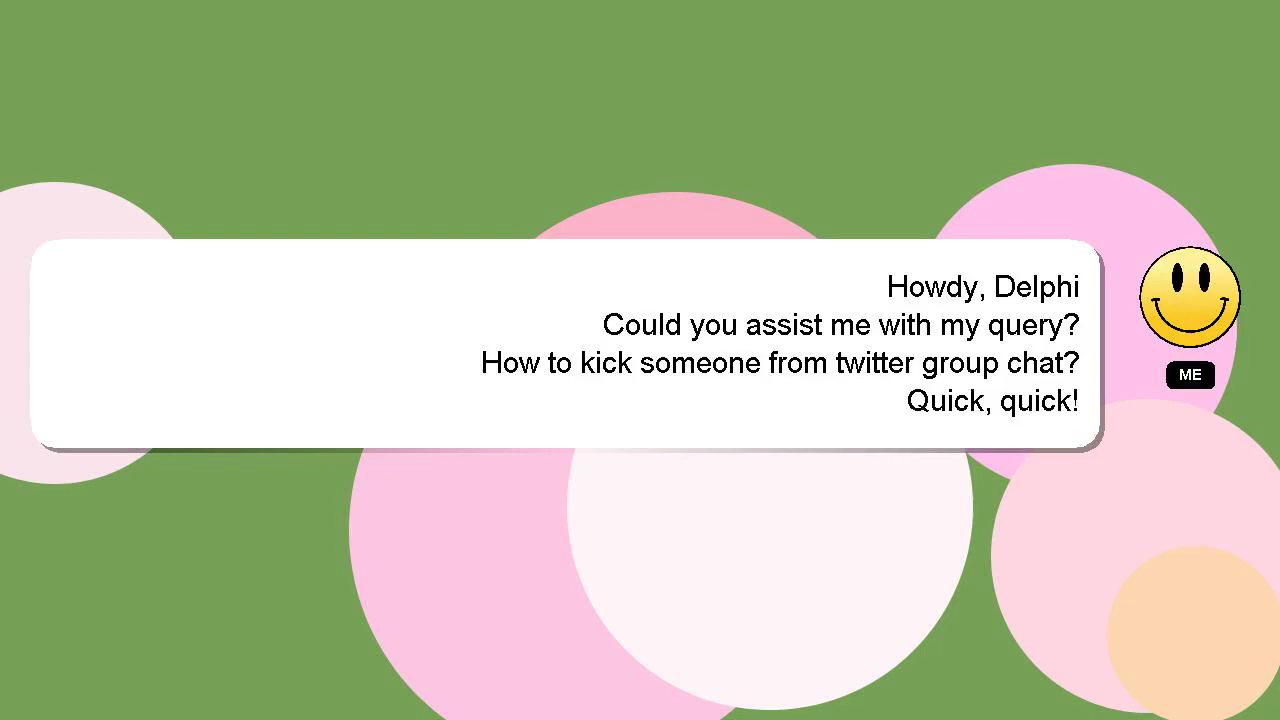 Howdy, Delphi
Could you assist me with my query?
How to kick someone from twitter group chat?
Quick, quick!
ME